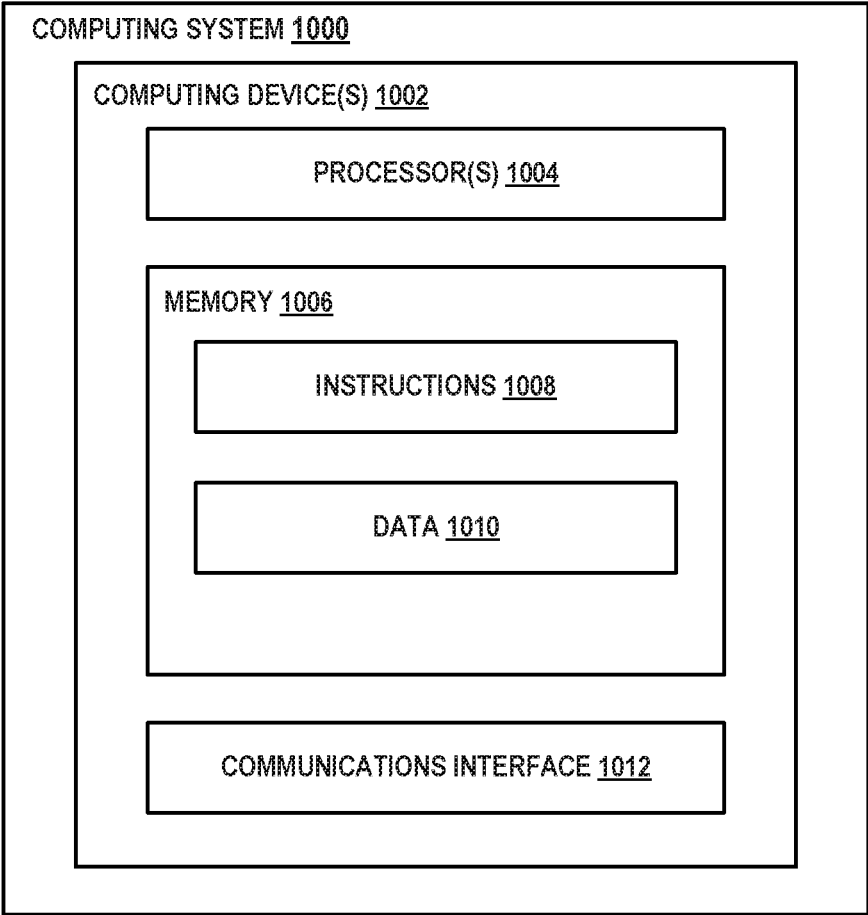 COMPUTING SYSTEM 1000
COMPUTING DEVICE(S) 1002
PROCESSOR(S) 1004
MEMORY 1006
INSTRUCTIONS 1008
DATA 1010
COMMUNICATIONS INTERFACE 1012